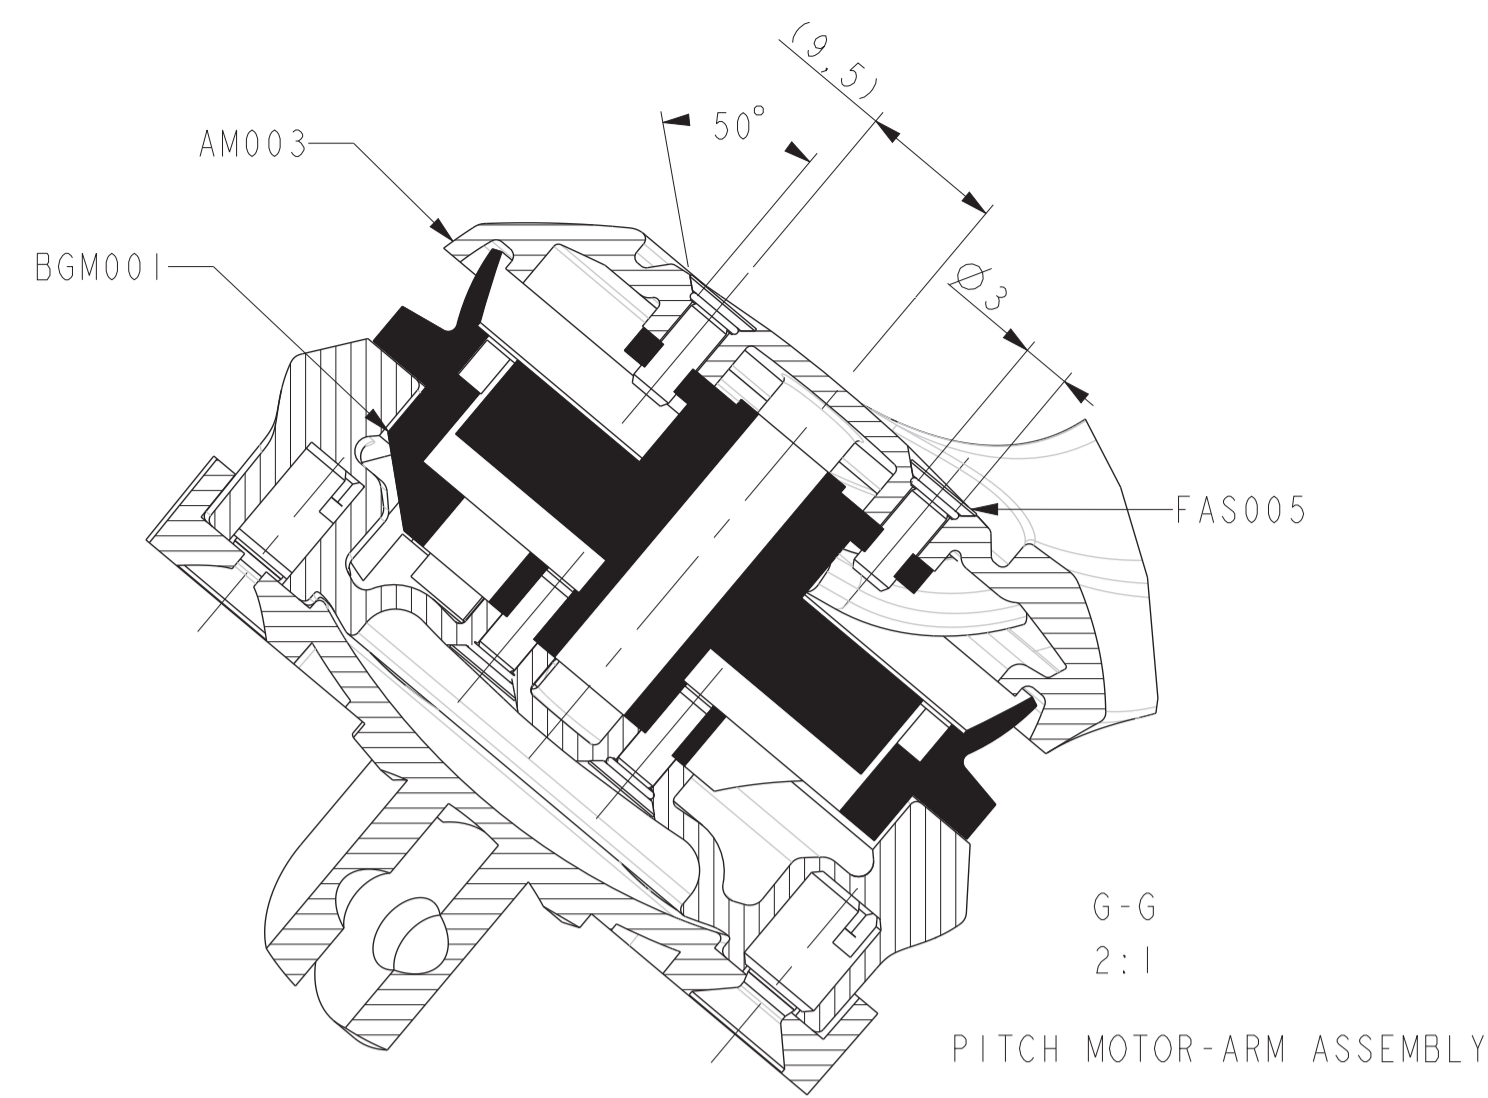 (9,5)
50°
AM003
BGM001
Ø3
FAS005
G-G
2:1
PITCH MOTOR-ARM ASSEMBLY